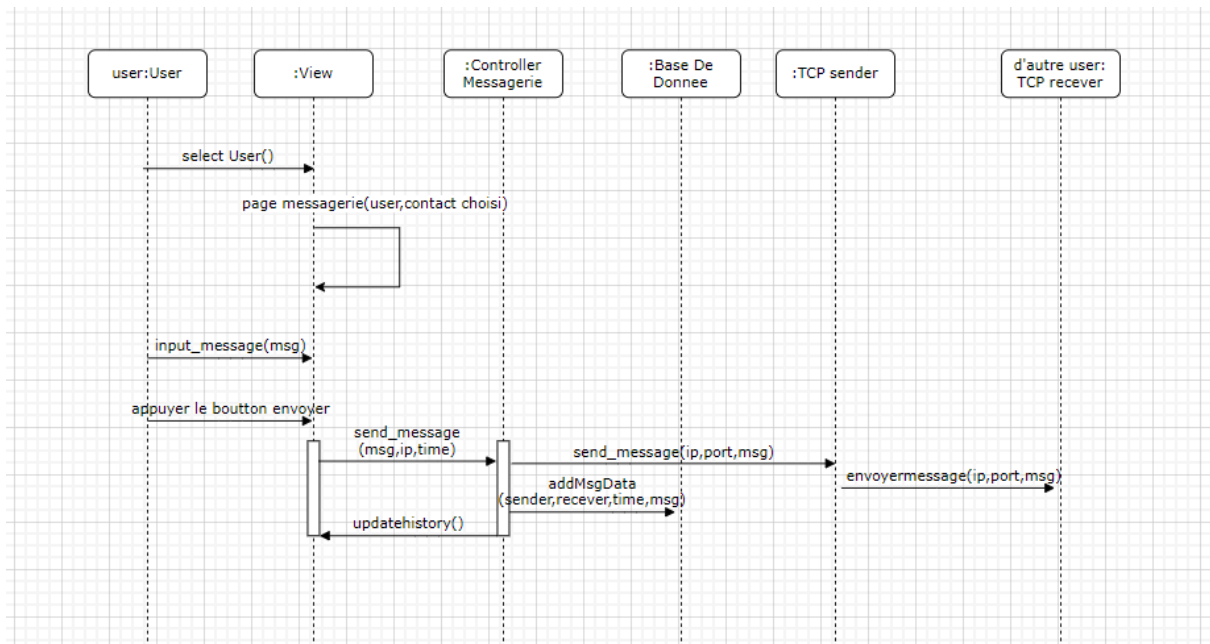 user:User
:View
:Controller
Messagerie
:Base De
Donnee
:TCP sender
d'autre user:
TCP recever
select User()
page messagerie(user,contact choisi)
input_message(msg)
appuyer le boutton envoyer
send_message
(msg,ip,time)
send_message(ip,port,msg)
envoyermessage(ip,port,msg)
addMsgData
(sender,recever,time,msg)
updatehistory()